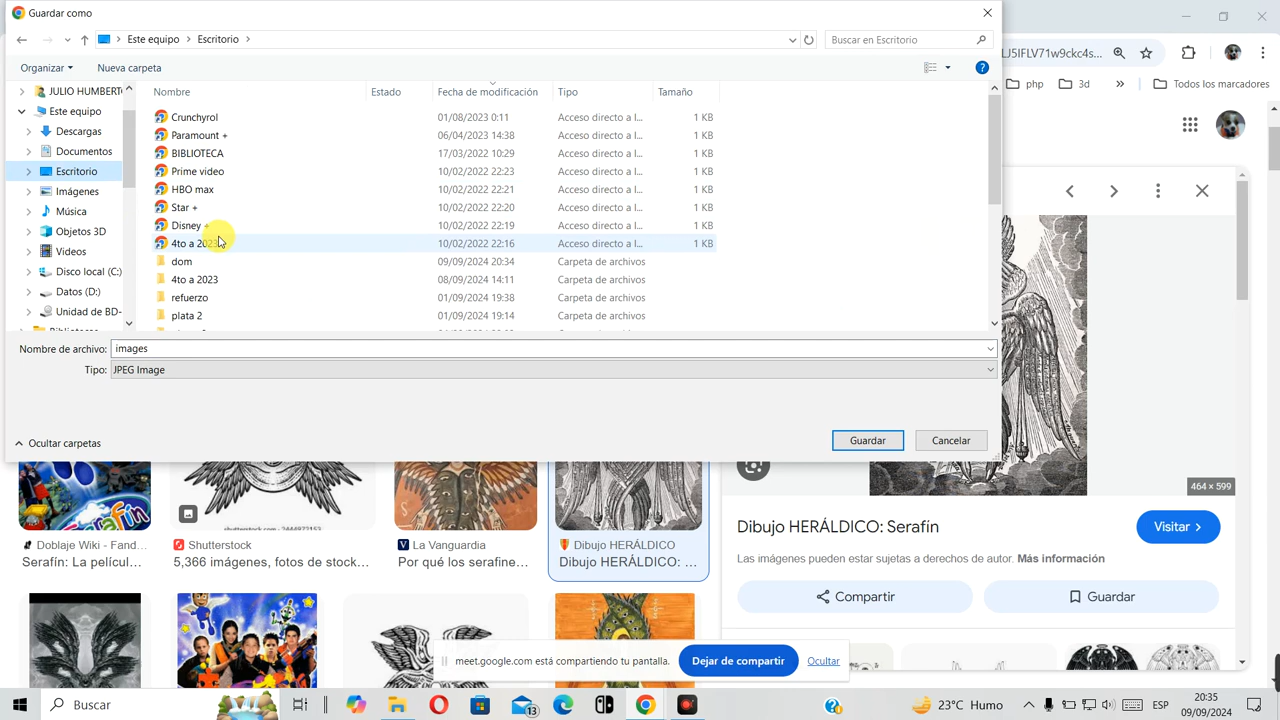 Guardar como
Este equipo > Escritorio >
Buscar en Escritorio
LJ5IFLV71w9ckc4s...
Organizar
Nueva carpeta
php
3d
»
Todos los marcadores
JULIO HUMBERT
Este equipo
Descargas
Documentos
Escritorio
Imágenes
Música
Objetos 3D
Videos
Disco local (C:)
Datos (D:)
Unidad de BD-
Nombre Estado Fecha de modificación Tipo Tamaño
Crunchyrol 01/08/2023 0:11 Acceso directo a I... 1 KB
Paramount + 06/04/2023 14:38 Acceso directo a I... 1 KB
BIBLIOTECA 17/03/2022 10:29 Acceso directo a I... 1 KB
Prime video 10/02/2022 22:23 Acceso directo a I... 1 KB
HBO max 10/02/2022 22:21 Acceso directo a I... 1 KB
Star + 10/02/2022 22:20 Acceso directo a I... 1 KB
Disney + 10/02/2022 22:19 Acceso directo a I... 1 KB
4to a 2023 10/02/2022 22:16 Acceso directo a I... 1 KB
dom 09/09/2024 20:34 Carpeta de archivos
4to a 2023 08/09/2024 14:11 Carpeta de archivos
refuerzo 01/09/2024 19:38 Carpeta de archivos
plata 2 01/09/2024 19:14 Carpeta de archivos
Nombre de archivo: images
Tipo: JPEG Image
Ocultar carpetas
Guardar
Cancelar
464 × 599
Serafín
shutterstock.com · 2444972153
Doblaje Wiki - Fand...
Serafín: La películ...
Shutterstock
5,366 imágenes, fotos de stock...
La Vanguardia
Por qué los serafine...
Dibujo HERÁLDICO
Dibujo HERÁLDICO: ...
Dibujo HERÁLDICO: Serafín
Visitar >
Las imágenes pueden estar sujetas a derechos de autor. Más información
Compartir
Guardar
meet.google.com está compartiendo tu pantalla.
Dejar de compartir
Ocultar
Buscar
13
23°C Humo
ESP
20:35
09/09/2024